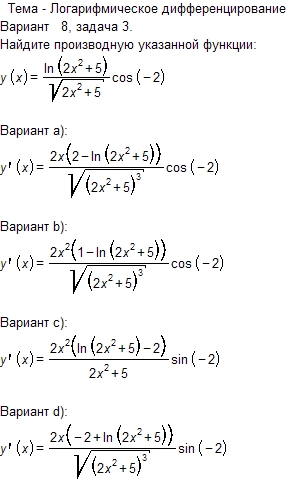 Тема - Логарифмическое дифференцирование
Вариант 8, задача 3.
Найдите производную указанной функции:
y(x) = ln(2x²+5) / √(2x²+5) cos(-2)
Вариант a):
y'(x) = 2x(2-ln(2x²+5)) / √((2x²+5)³) cos(-2)
Вариант b):
y'(x) = 2x²(1-ln(2x²+5)) / √((2x²+5)³) cos(-2)
Вариант c):
y'(x) = 2x²(ln(2x²+5)-2) / 2x²+5 sin(-2)
Вариант d):
y'(x) = 2x(-2+ln(2x²+5)) / √((2x²+5)³) sin(-2)